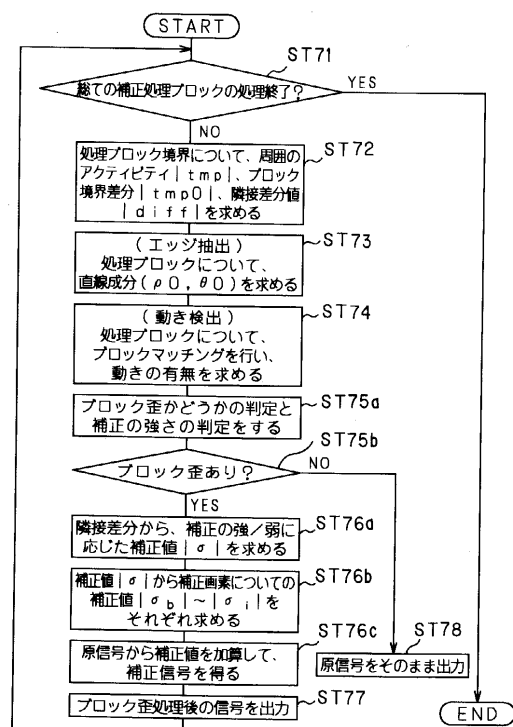 START
ST71
総ての補正処理ブロックの処理終了?
YES
NO
ST72
処理ブロック境界について、周囲の
アクティビティ|tmp|、ブロック
境界差分|tmp0|、隣接差分値
|diff|を求める
ST73
(エッジ抽出)
処理ブロックについて、
直線成分(ρ0,θ0)を求める
ST74
(動き検出)
処理ブロックについて、
ブロックマッチングを行い、
動きの有無を求める
ST75a
ブロック歪かどうかの判定と
補正の強さの判定をする
ST75b
ブロック歪あり?
NO
YES
ST76a
隣接差分から、補正の強/弱に
応じた補正値|σ|を求める
ST76b
補正値|σ|から補正画素についての
補正値|σb|~|σi|を
それぞれ求める
ST76c
原信号から補正値を加算して、
補正信号を得る
ST78
原信号をそのまま出力
ST77
ブロック歪処理後の信号を出力
END